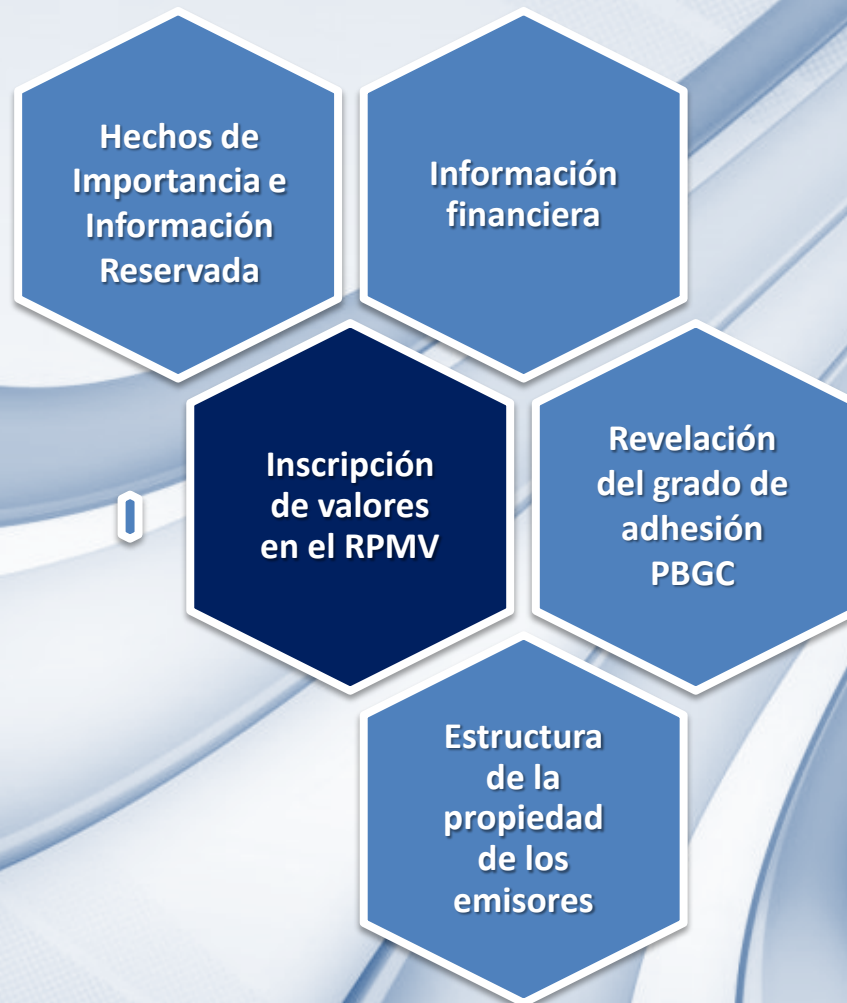 Hechos de
Importancia e
Información
Reservada
Información
financiera
Inscripción
de valores
en el RPMV
Revelación
del grado de
adhesión
PBGC
Estructura
de la
propiedad
de los
emisores